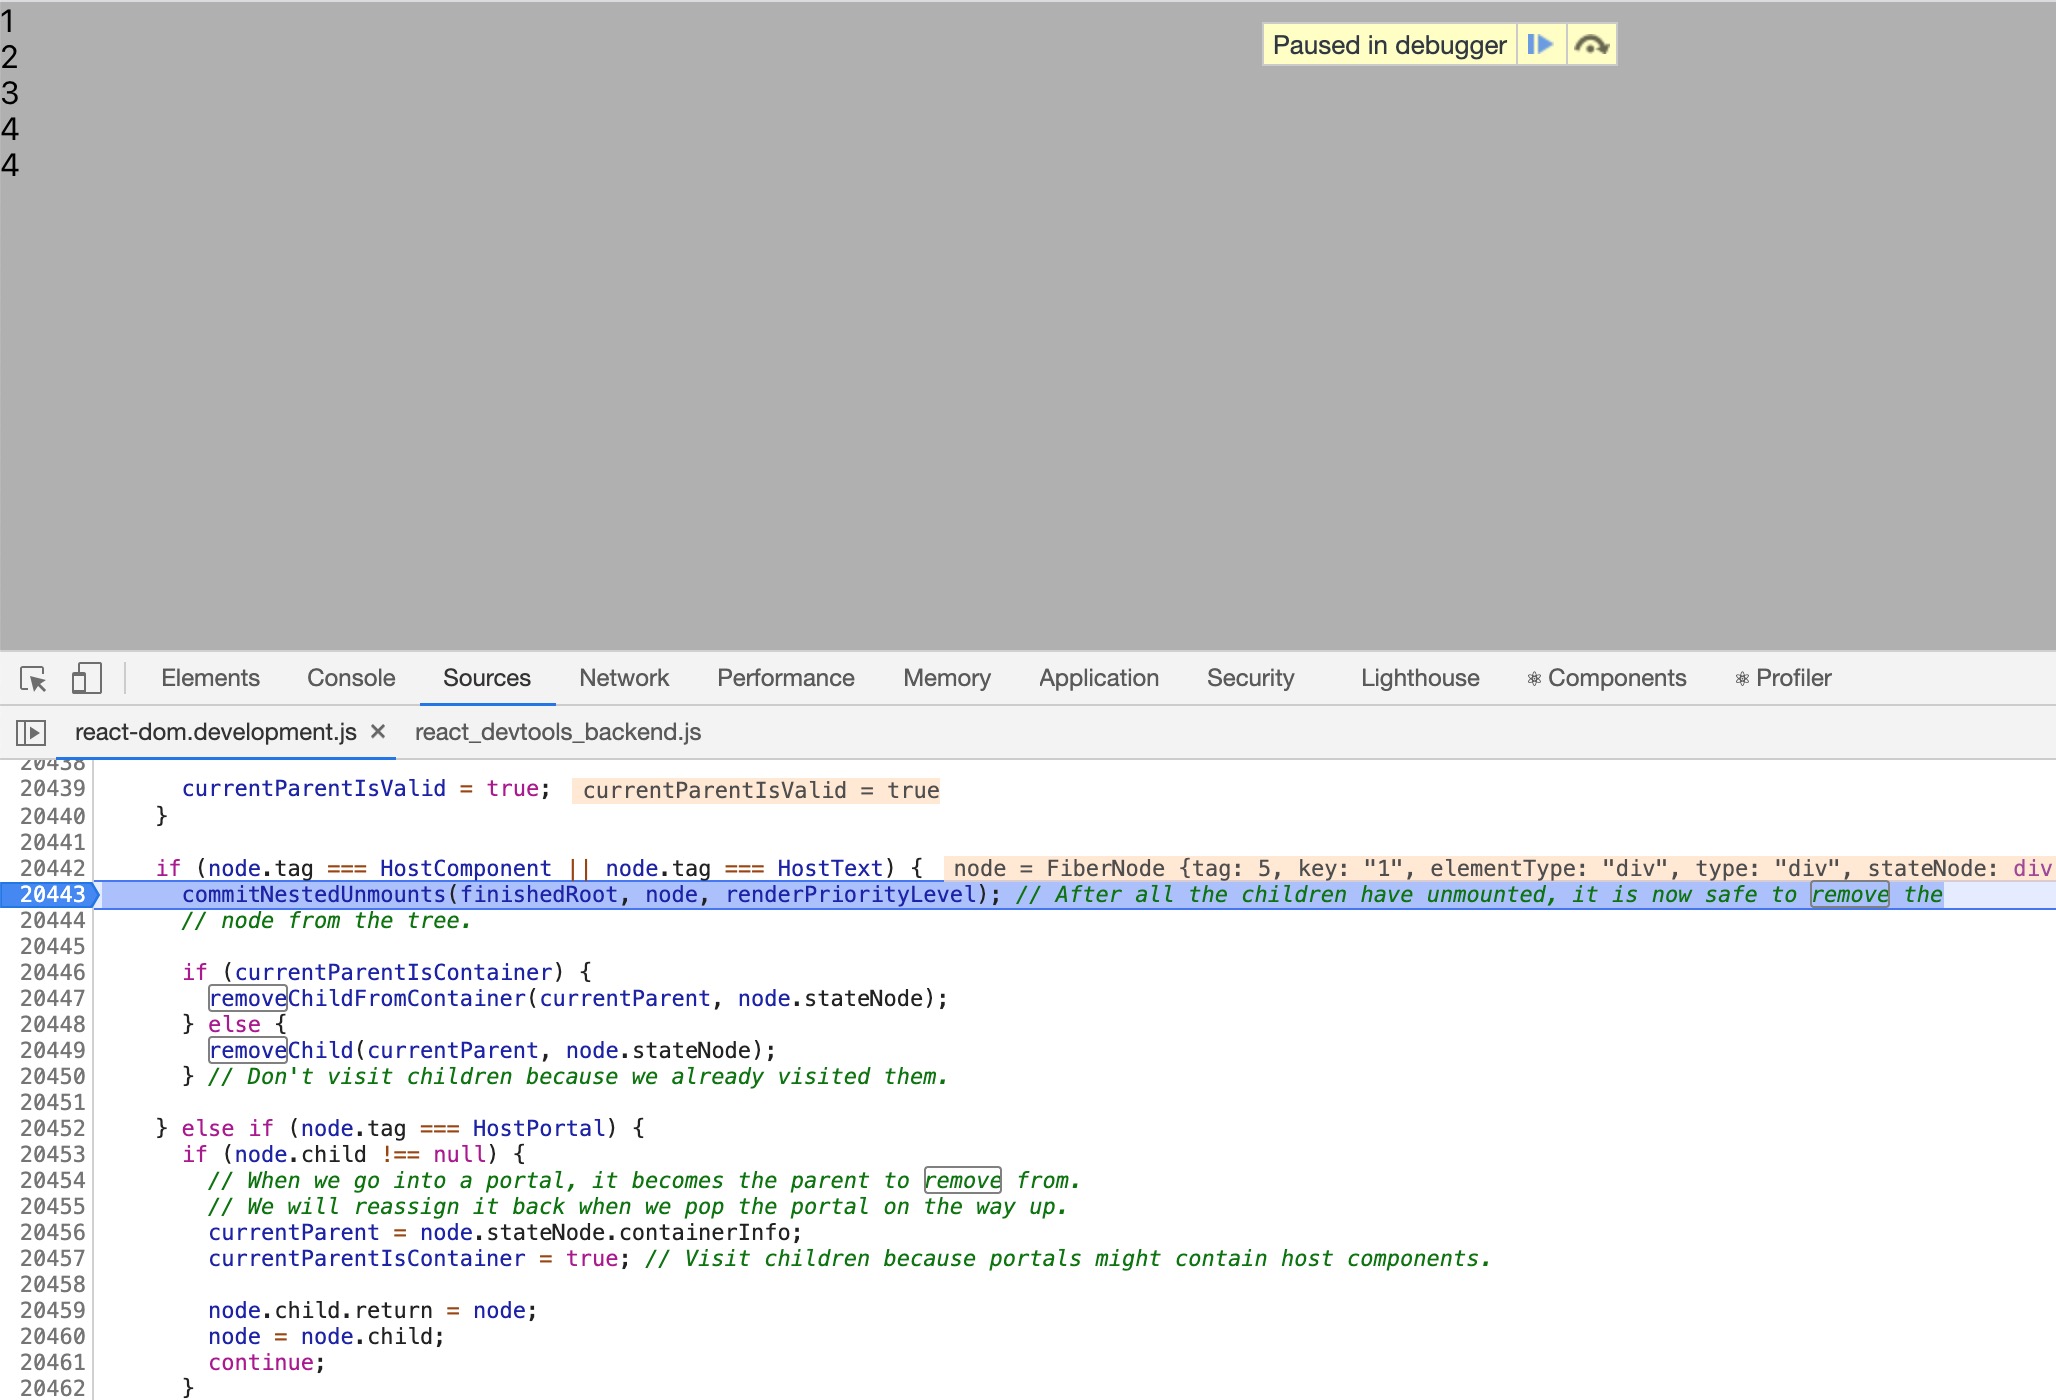 1
2
3
4
4
Paused in debugger
Elements Console Sources Network Performance Memory Application Security Lighthouse ⚛ Components ⚛ Profiler
react-dom.development.js × react_devtools_backend.js
20438
20439 currentParentIsValid = true; currentParentIsValid = true
20440 }
20441
20442 if (node.tag === HostComponent || node.tag === HostText) { node = FiberNode {tag: 5, key: "1", elementType: "div", type: "div", stateNode: div
20443 commitNestedUnmounts(finishedRoot, node, renderPriorityLevel); // After all the children have unmounted, it is now safe to remove the
20444 // node from the tree.
20445
20446 if (currentParentIsContainer) {
20447 removeChildFromContainer(currentParent, node.stateNode);
20448 } else {
20449 removeChild(currentParent, node.stateNode);
20450 } // Don't visit children because we already visited them.
20451
20452 } else if (node.tag === HostPortal) {
20453 if (node.child !== null) {
20454 // When we go into a portal, it becomes the parent to remove from.
20455 // We will reassign it back when we pop the portal on the way up.
20456 currentParent = node.stateNode.containerInfo;
20457 currentParentIsContainer = true; // Visit children because portals might contain host components.
20458
20459 node.child.return = node;
20460 node = node.child;
20461 continue;
20462 }